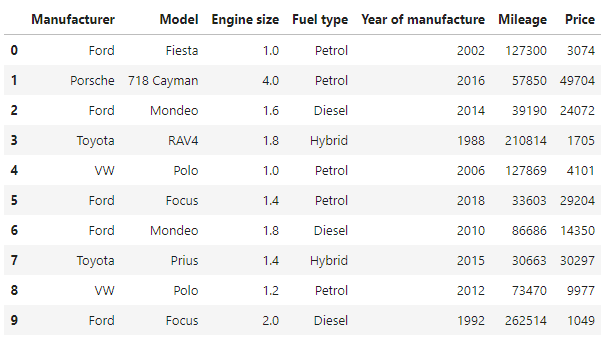 Manufacturer Model Engine size Fuel type Year of manufacture Mileage Price
0 Ford Fiesta 1.0 Petrol 2002 127300 3074
1 Porsche 718 Cayman 4.0 Petrol 2016 57850 49704
2 Ford Mondeo 1.6 Diesel 2014 39190 24072
3 Toyota RAV4 1.8 Hybrid 1988 210814 1705
4 VW Polo 1.0 Petrol 2006 127869 4101
5 Ford Focus 1.4 Petrol 2018 33603 29204
6 Ford Mondeo 1.8 Diesel 2010 86686 14350
7 Toyota Prius 1.4 Hybrid 2015 30663 30297
8 VW Polo 1.2 Petrol 2012 73470 9977
9 Ford Focus 2.0 Diesel 1992 262514 1049